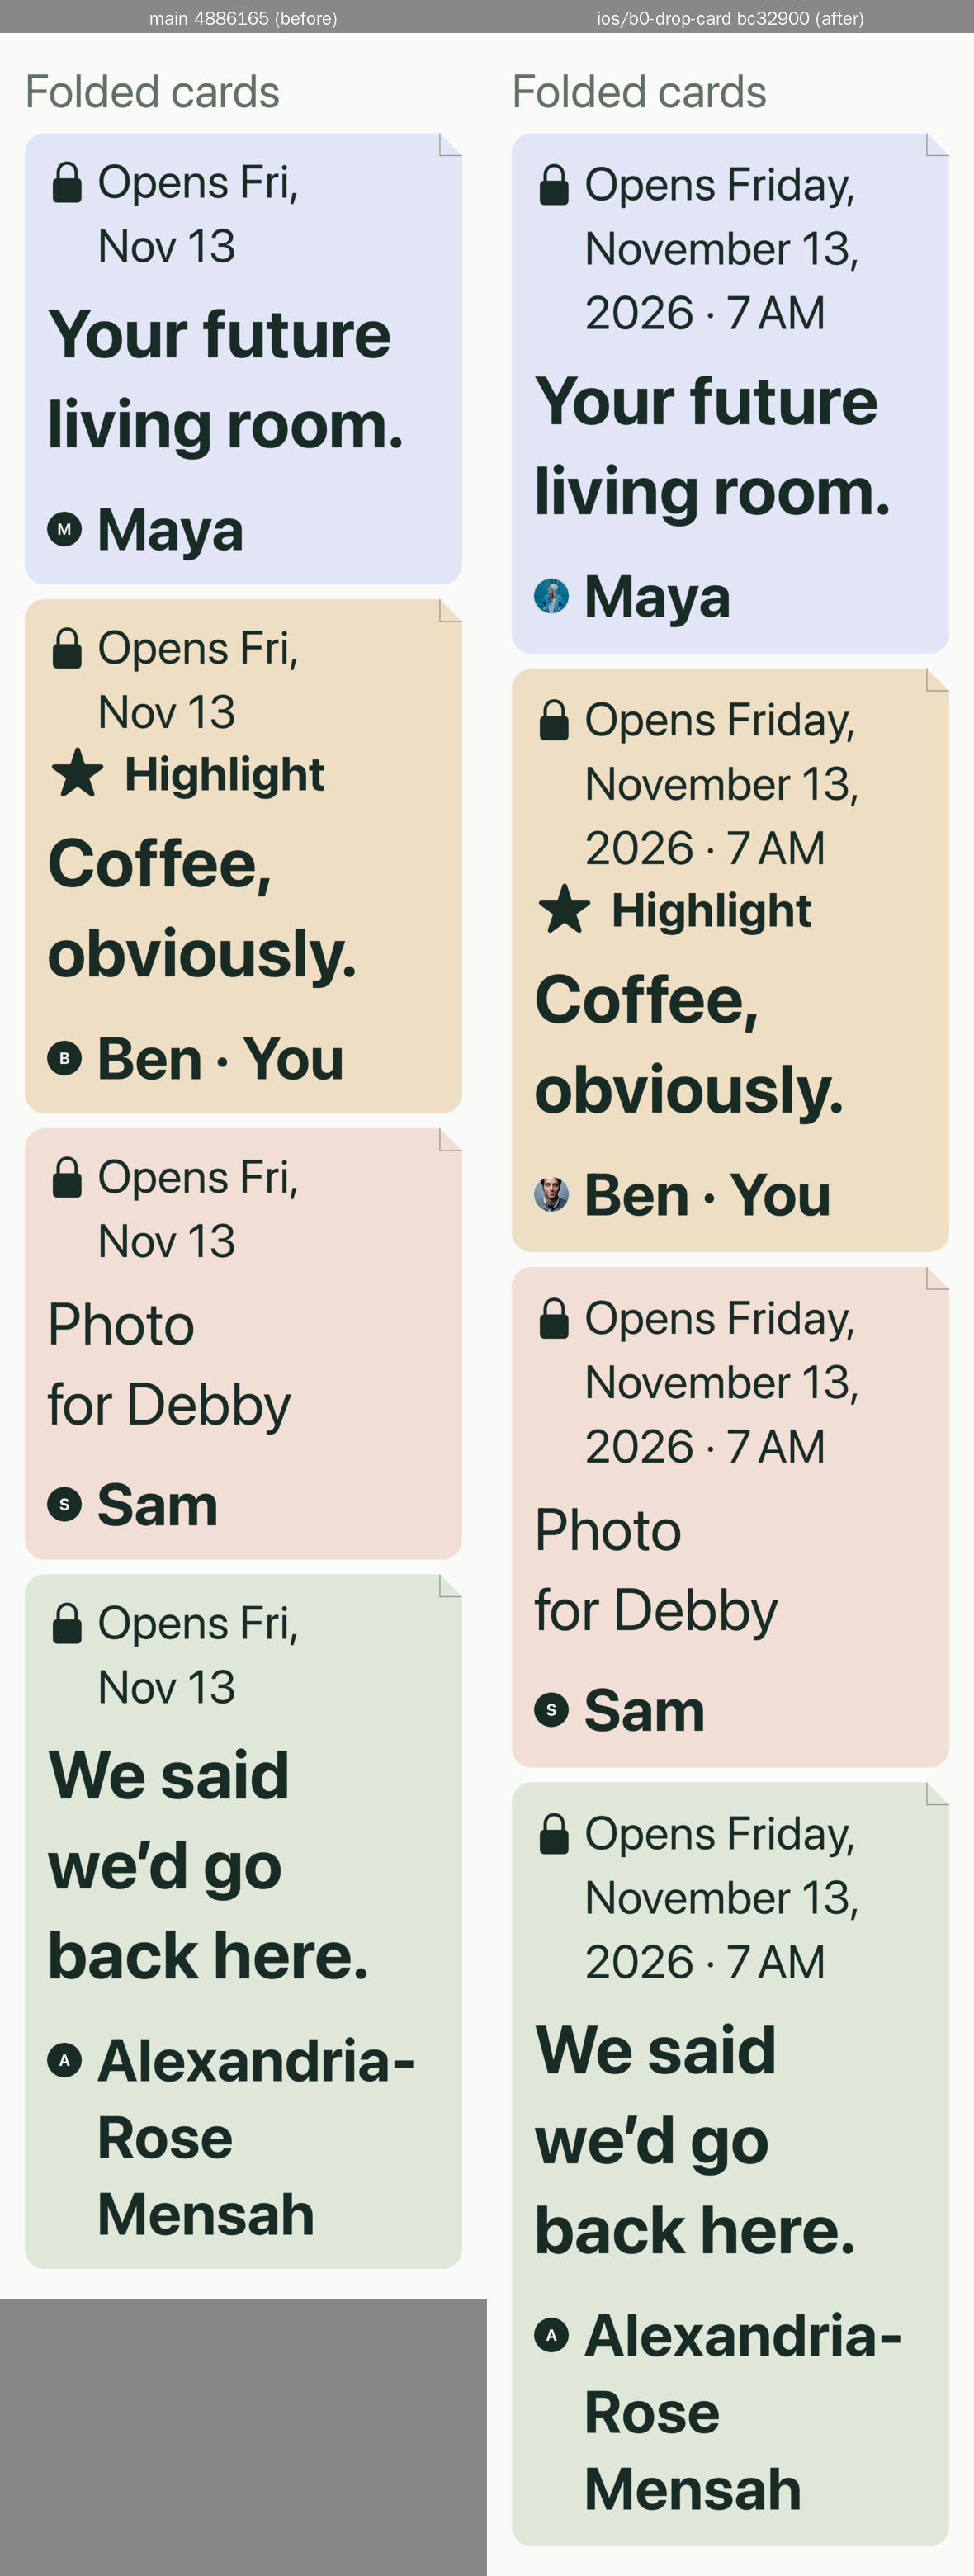 main 4886165 (before)
Folded cards
Opens Fri,
Nov 13
Your future
living room.
M Maya
Opens Fri,
Nov 13
Highlight
Coffee,
obviously.
B Ben · You
Opens Fri,
Nov 13
Photo
for Debby
S Sam
Opens Fri,
Nov 13
We said
we’d go
back here.
A Alexandria-
Rose
Mensah
ios/b0-drop-card bc32900 (after)
Folded cards
Opens Friday,
November 13,
2026 · 7 AM
Your future
living room.
Maya
Opens Friday,
November 13,
2026 · 7 AM
Highlight
Coffee,
obviously.
Ben · You
Opens Friday,
November 13,
2026 · 7 AM
Photo
for Debby
S Sam
Opens Friday,
November 13,
2026 · 7 AM
We said
we’d go
back here.
A Alexandria-
Rose
Mensah